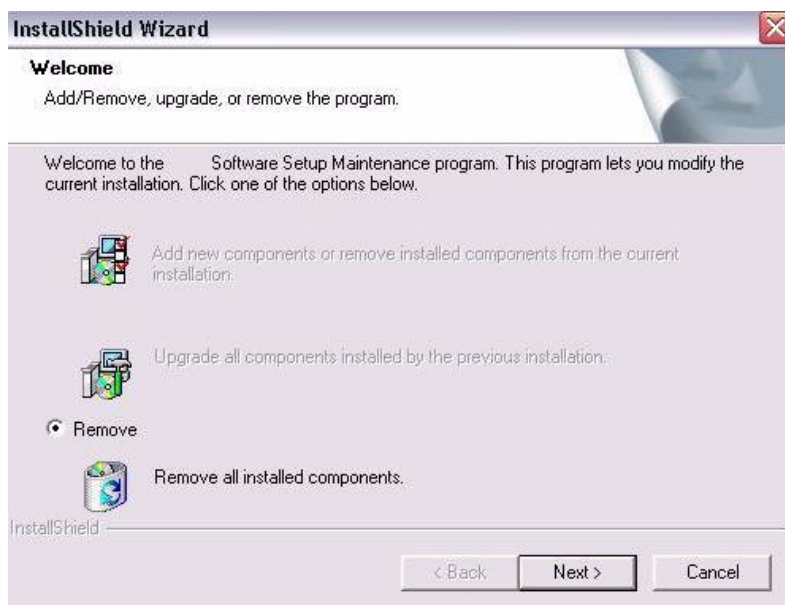 InstallShield Wizard
Welcome
Add/Remove, upgrade, or remove the program.
Welcome to the Software Setup Maintenance program. This program lets you modify the
current installation. Click one of the options below.
Add new components or remove installed components from the current
installation.
Upgrade all components installed by the previous installation.
Remove
Remove all installed components.
InstallShield
< Back Next > Cancel